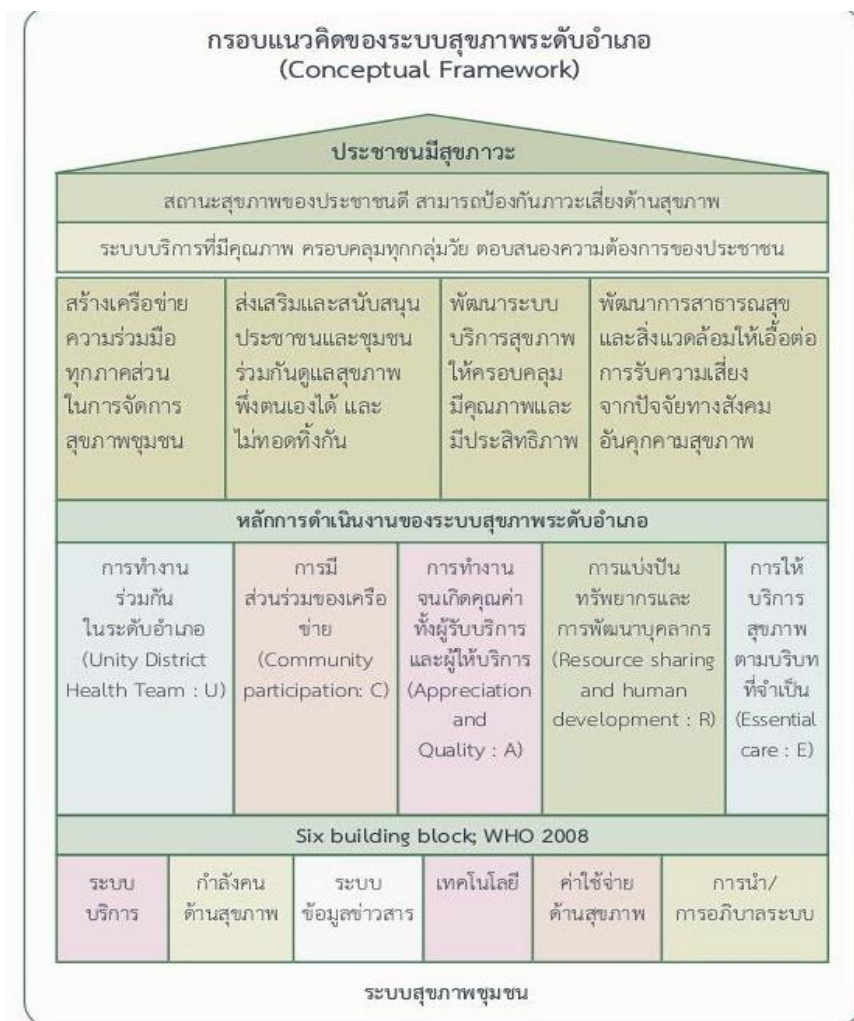 กรอบแนวคิดของระบบสุขภาพระดับอำเภอ
(Conceptual Framework)
ประชาชนมีสุขภาวะ
สถานะสุขภาพของประชาชนดี สามารถป้องกันภาวะเสี่ยงด้านสุขภาพ
ระบบบริการที่มีคุณภาพ ครอบคลุมทุกกลุ่มวัย ตอบสนองความต้องการของประชาชน
สร้างเครือข่าย
ความร่วมมือ
ทุกภาคส่วน
ในการจัดการ
สุขภาพชุมชน
ส่งเสริมและสนับสนุน
ประชาชนและชุมชน
ร่วมกันดูแลสุขภาพ
พึ่งตนเองได้ และ
ไม่ทอดทิ้งกัน
พัฒนาระบบ
บริการสุขภาพ
ให้ครอบคลุม
มีคุณภาพและ
มีประสิทธิภาพ
พัฒนาการสาธารณสุข
และสิ่งแวดล้อมให้เอื้อต่อ
การรับความเสี่ยง
จากปัจจัยทางสังคม
อันคุกคามสุขภาพ
หลักการดำเนินงานของระบบสุขภาพระดับอำเภอ
การทำงาน
ร่วมกัน
ในระดับอำเภอ
(Unity District
Health Team : U)
การมี
ส่วนร่วมของเครือ
ข่าย
(Community
participation: C)
การทำงาน
จนเกิดคุณค่า
ทั้งผู้รับบริการ
และผู้ให้บริการ
(Appreciation
and
Quality : A)
การแบ่งปัน
ทรัพยากรและ
การพัฒนาบุคลากร
(Resource sharing
and human
development : R)
การให้
บริการ
สุขภาพ
ตามบริบท
ที่จำเป็น
(Essential
care : E)
Six building block; WHO 2008
ระบบ
บริการ
กำลังคน
ด้านสุขภาพ
ระบบ
ข้อมูลข่าวสาร
เทคโนโลยี
ค่าใช้จ่าย
ด้านสุขภาพ
การนำ/
การอภิบาลระบบ
ระบบสุขภาพชุมชน